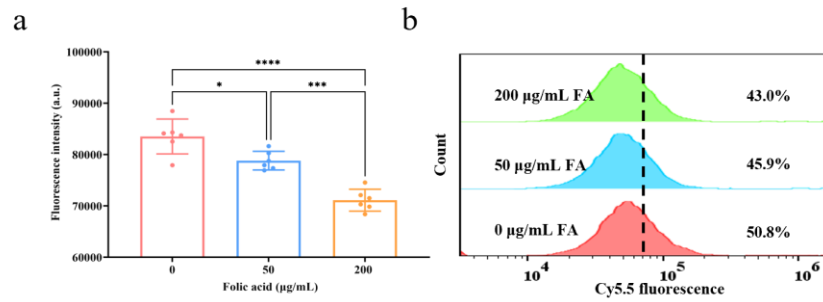 a
Fluorescence intensity (a.u.)
100000
90000
80000
70000
60000
****
*
***
0
50
200
Folic acid (μg/mL)
b
Count
200 μg/mL FA
43.0%
50 μg/mL FA
45.9%
0 μg/mL FA
50.8%
10^4
10^5
10^6
Cy5.5 fluorescence